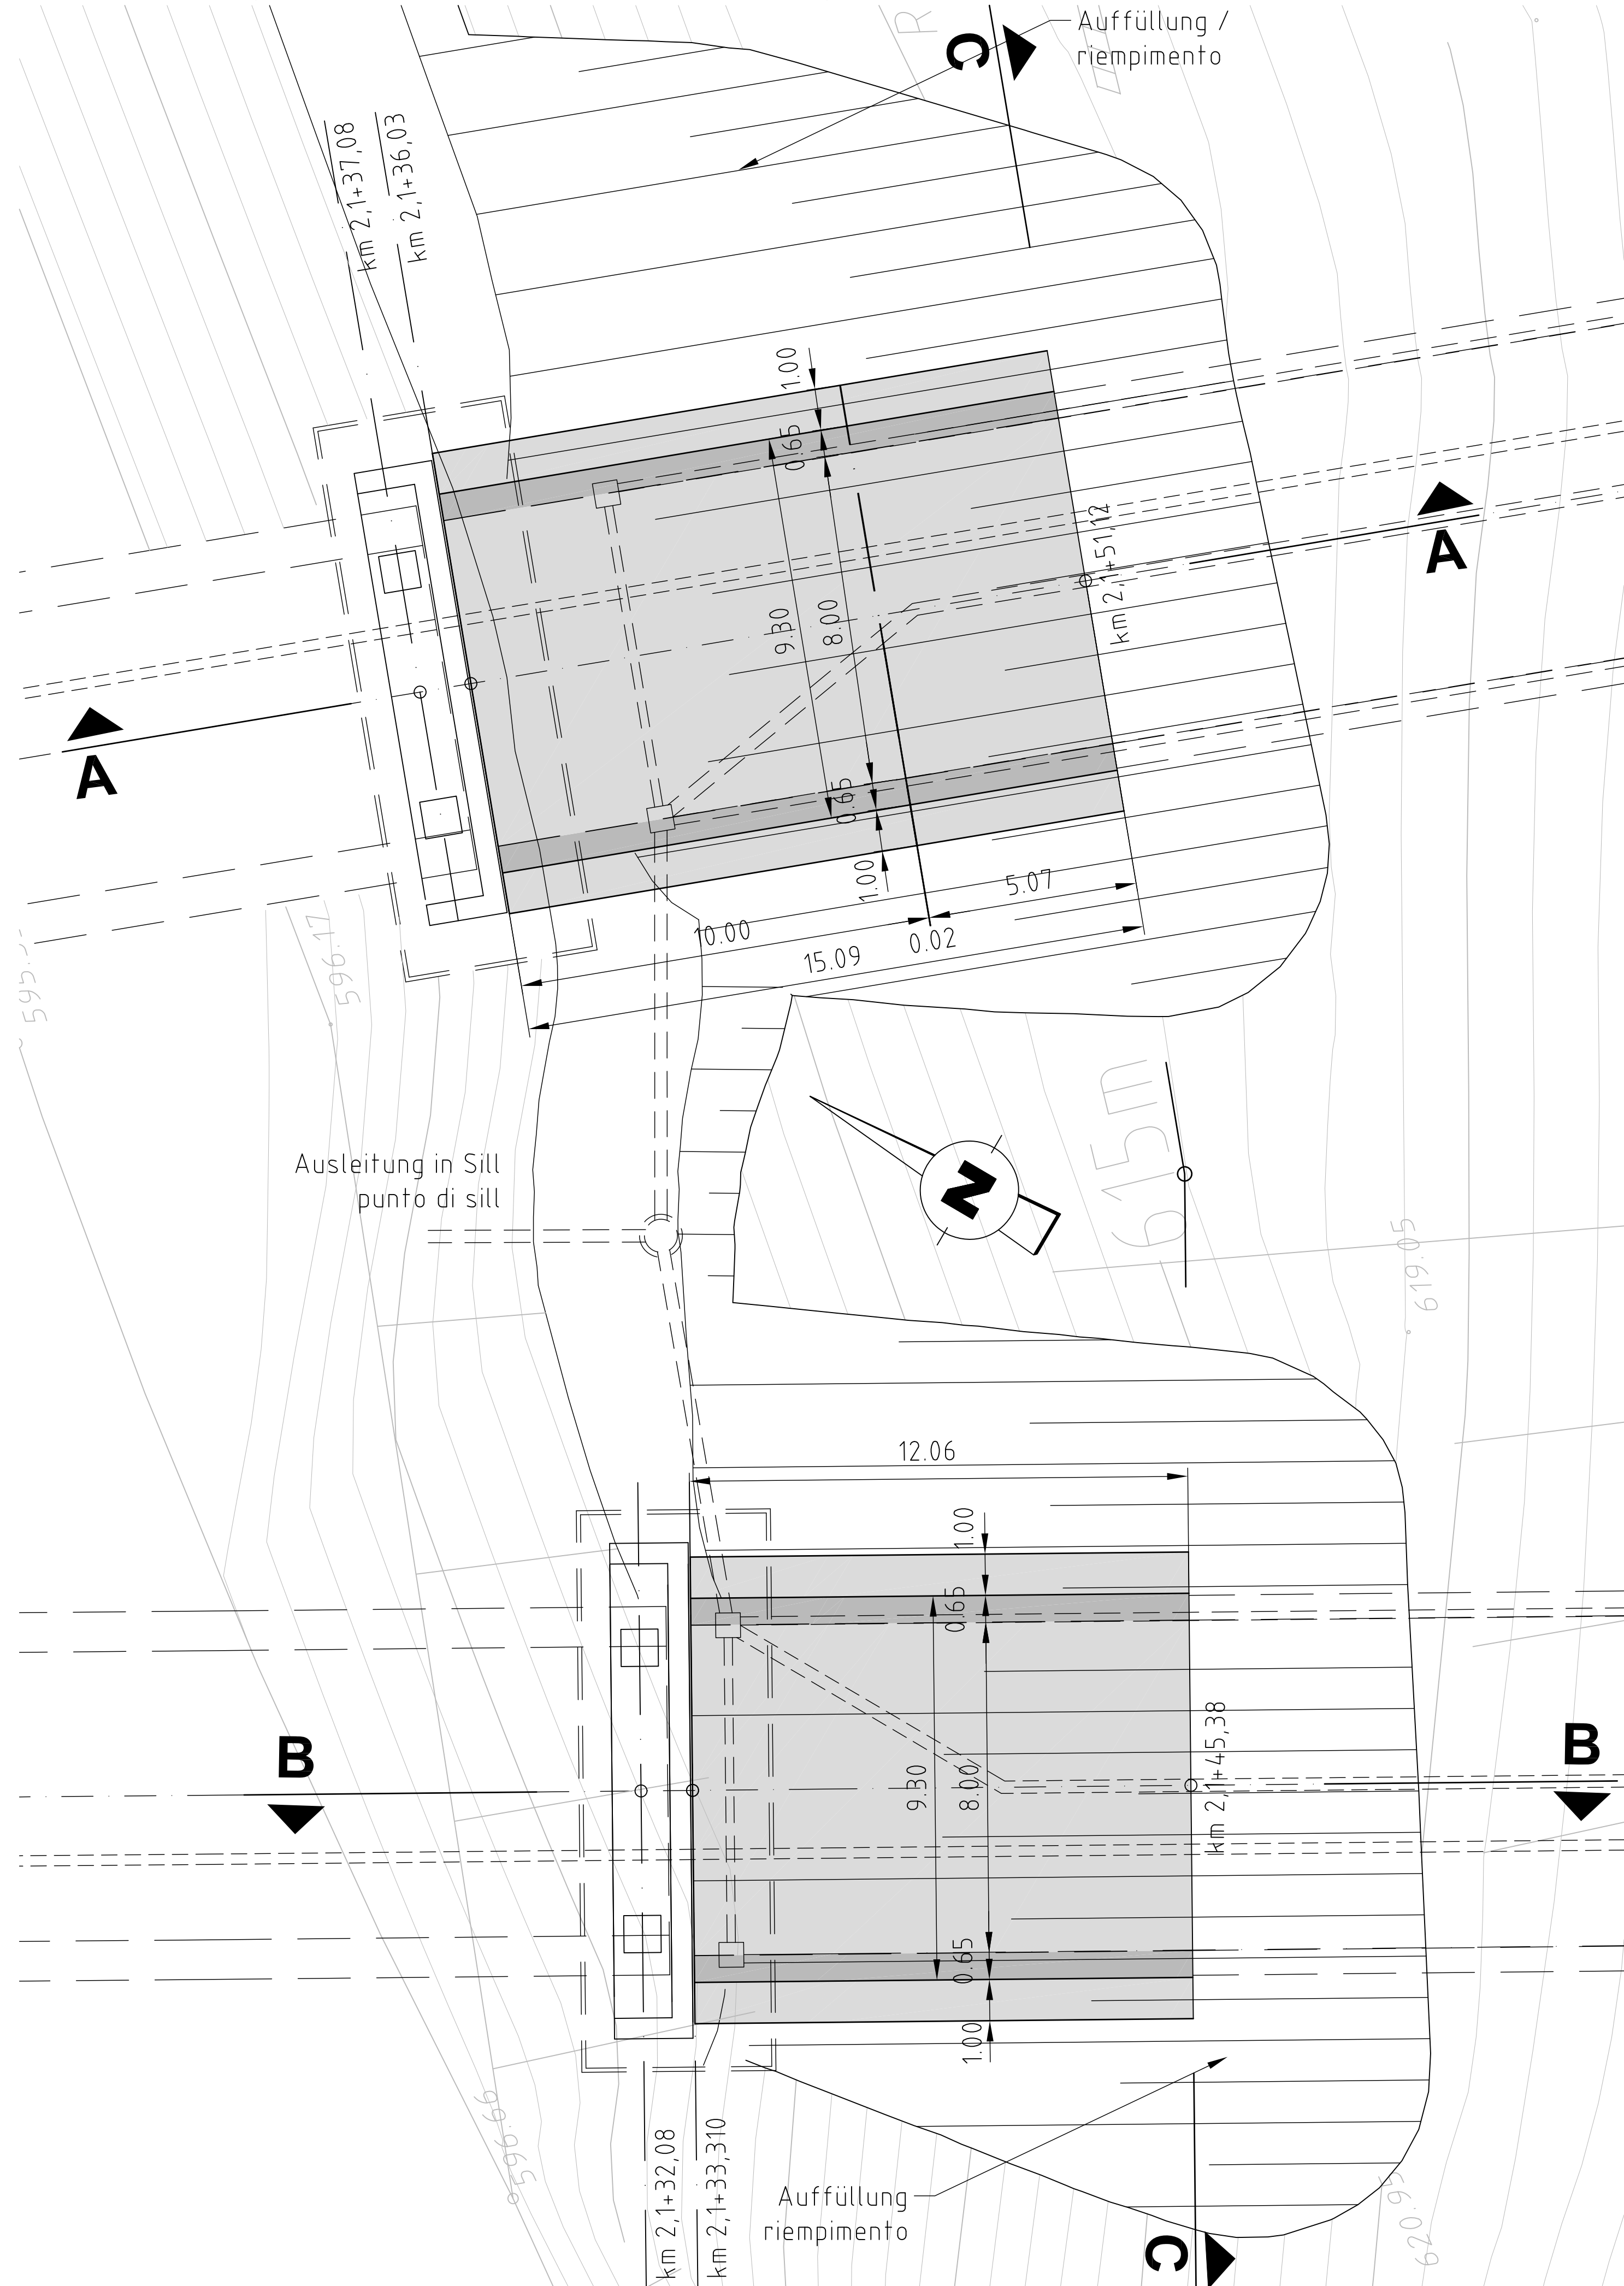 Auffüllung /
riempimento
C
R
km 2,1+37,08
km 2,1+36,03
1.00
0.65
9.30
8.00
km 2,1+51,12
A
A
0.65
1.00
5.07
10.00
0.02
15.09
596.17
Ausleitung in Sill
punto di sill
N
615m
619.05
12.06
1.00
0.65
9.30
8.00
km 2,1+45,38
B
B
0.65
1.00
596.66
km 2,1+32,08
km 2,1+33,310
Auffüllung
riempimento
C